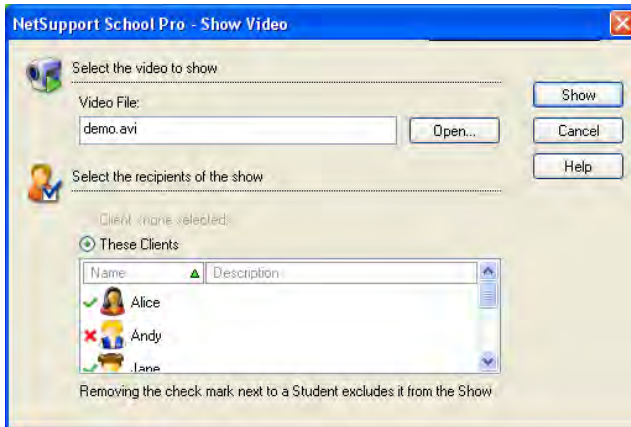 NetSupport School Pro - Show Video
Select the video to show
Video File:
demo.avi
Open...
Show
Cancel
Help
Select the recipients of the show
Client <none selected>
These Clients
Name Description
Alice
Andy
Jane
Removing the check mark next to a Student excludes it from the Show